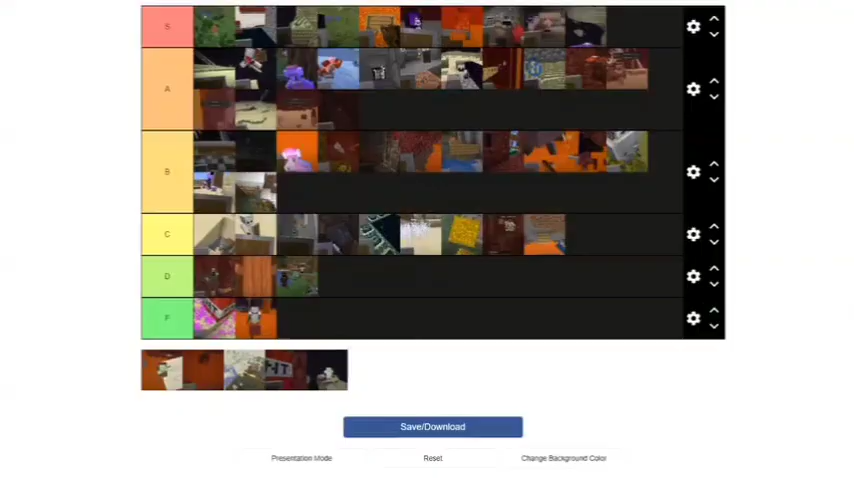 S
A
B
C
D
F
Save/Download
Presentation Mode
Reset
Change Background Color